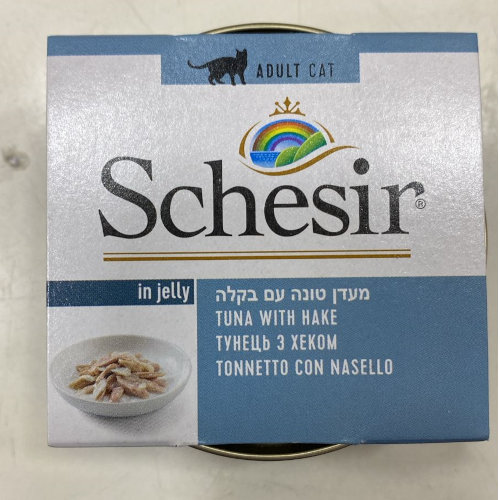 ADULT CAT
Schesir®
in jelly
מעדן טונה עם בקלה
TUNA WITH HAKE
ТУНЕЦЬ З ХЕКОМ
TONNETTO CON NASELLO